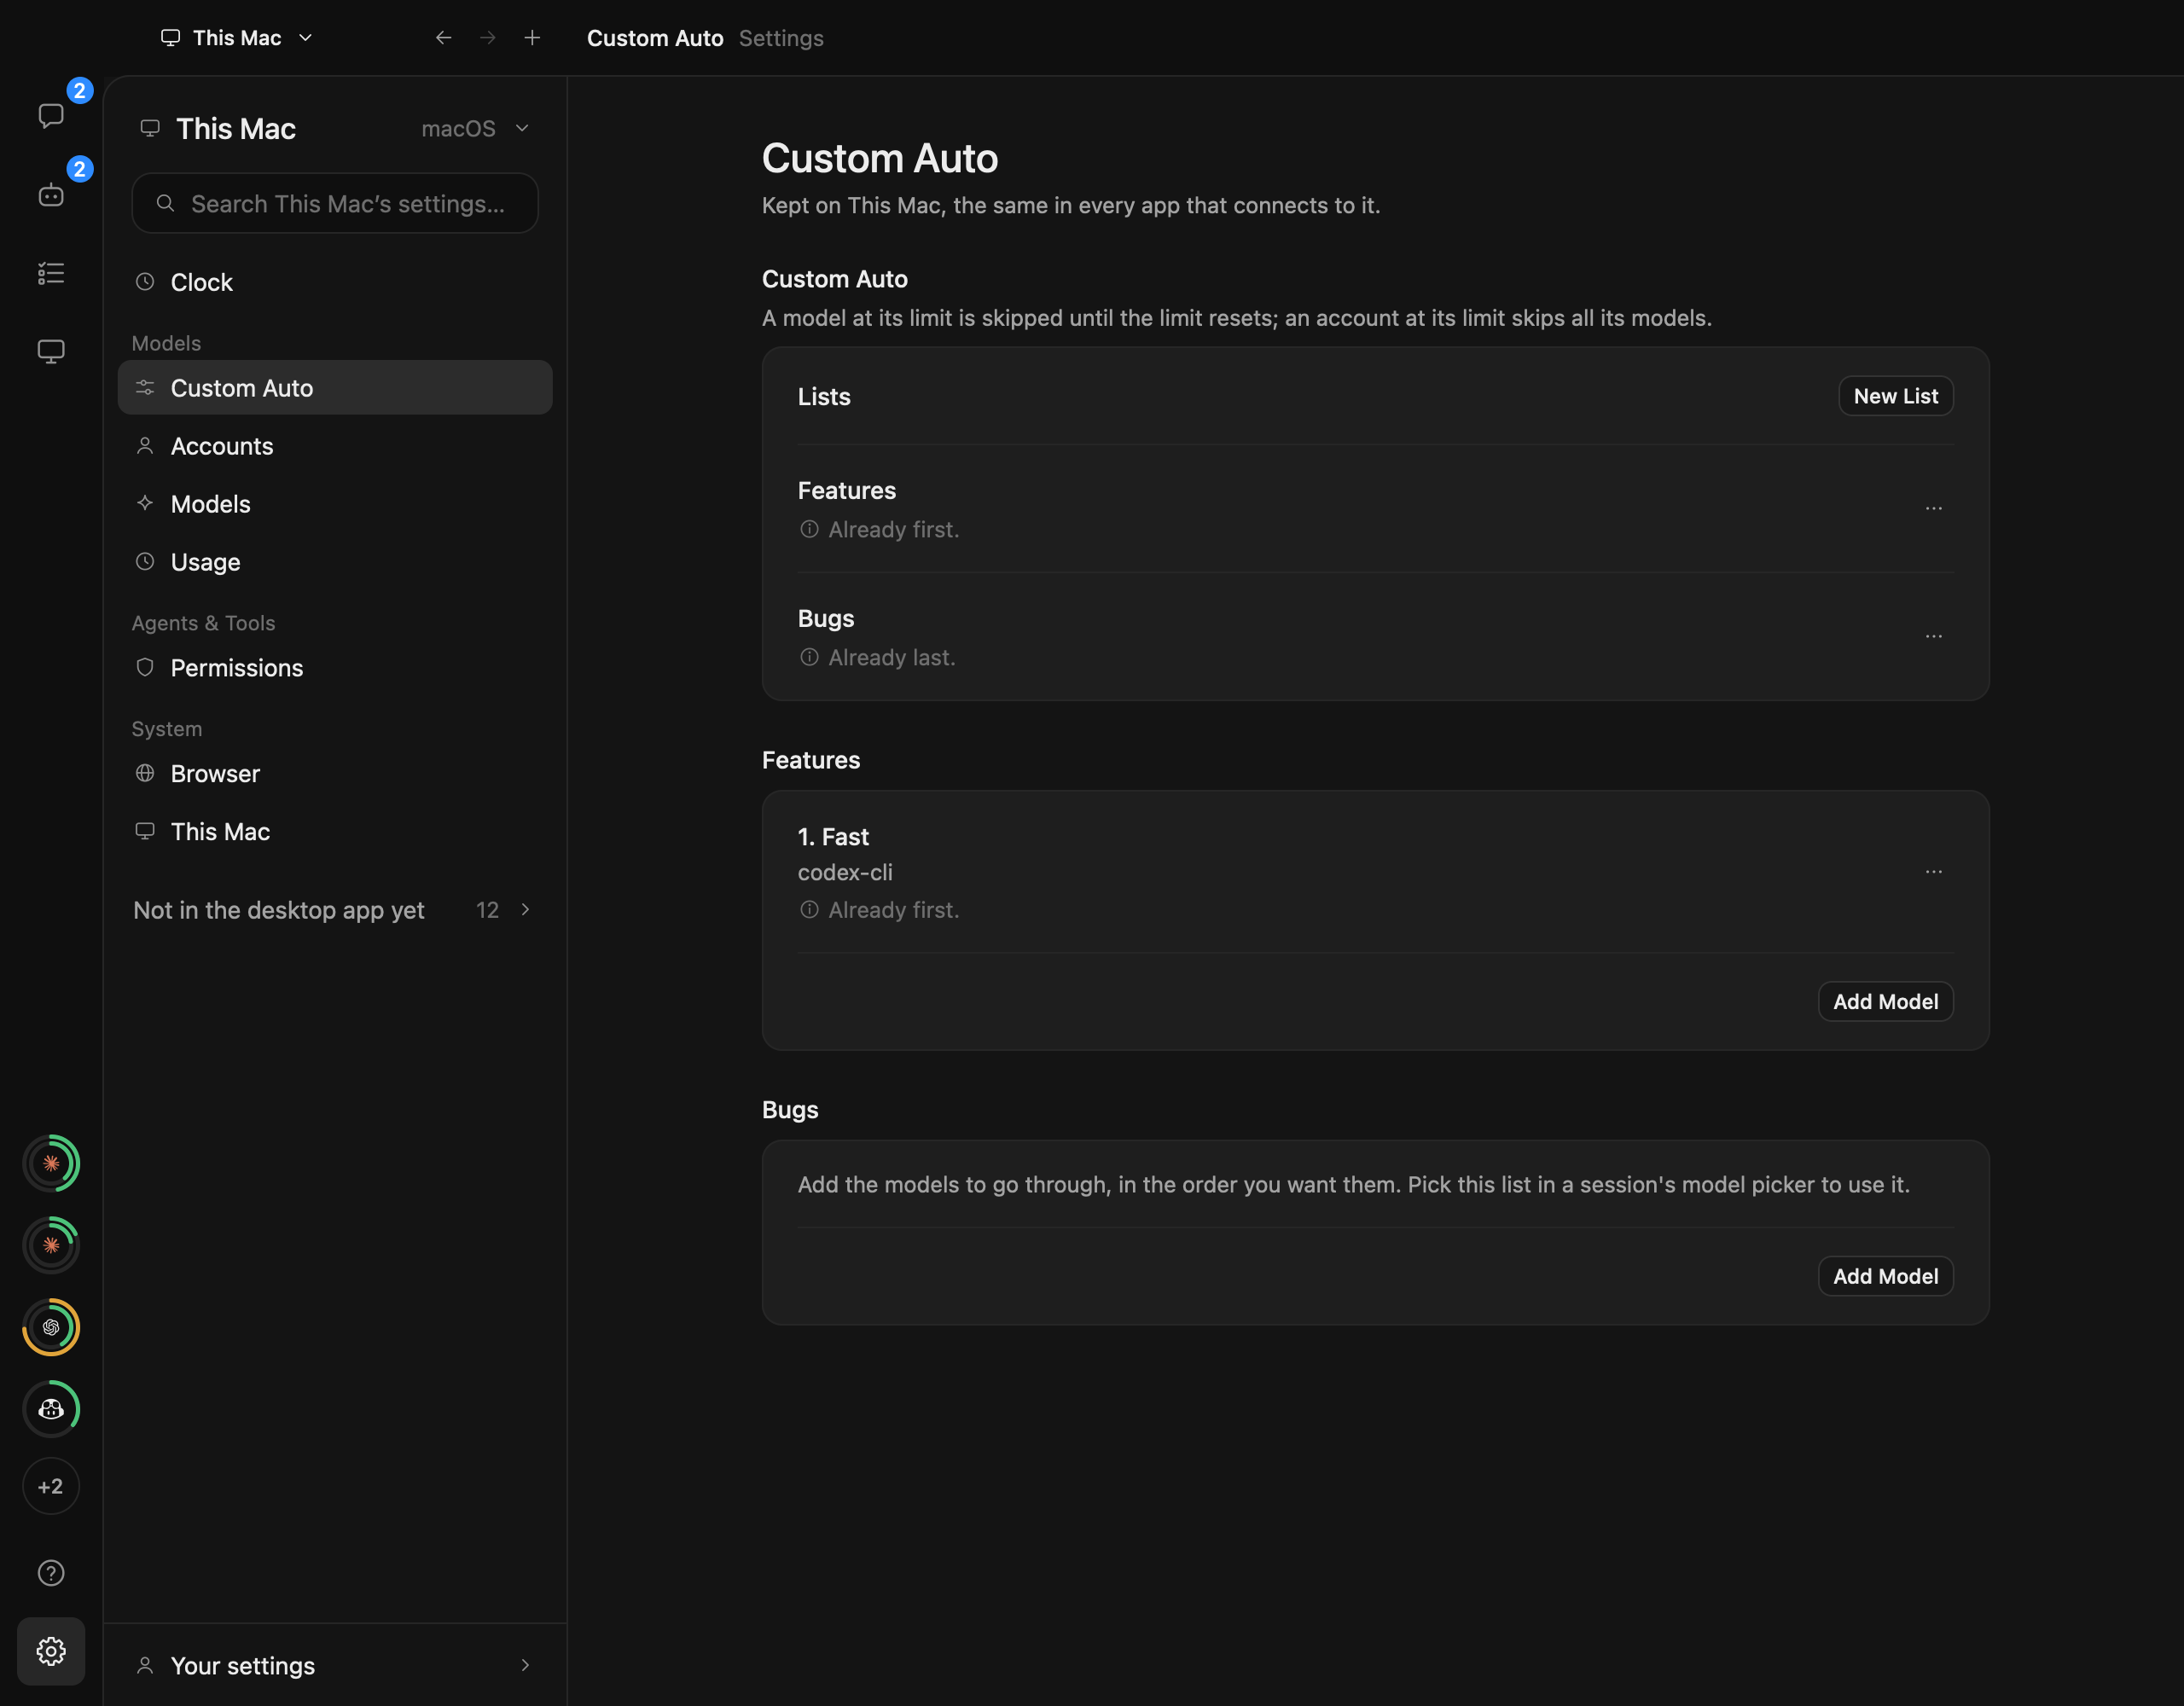 This Mac
Custom Auto Settings
2
2
This Mac macOS
Search This Mac’s settings...
Clock
Models
Custom Auto
Accounts
Models
Usage
Agents & Tools
Permissions
System
Browser
This Mac
Not in the desktop app yet 12
+2
Your settings
Custom Auto
Kept on This Mac, the same in every app that connects to it.
Custom Auto
A model at its limit is skipped until the limit resets; an account at its limit skips all its models.
Lists New List
Features
Already first.
Bugs
Already last.
Features
1. Fast
codex-cli
Already first.
Add Model
Bugs
Add the models to go through, in the order you want them. Pick this list in a session's model picker to use it.
Add Model